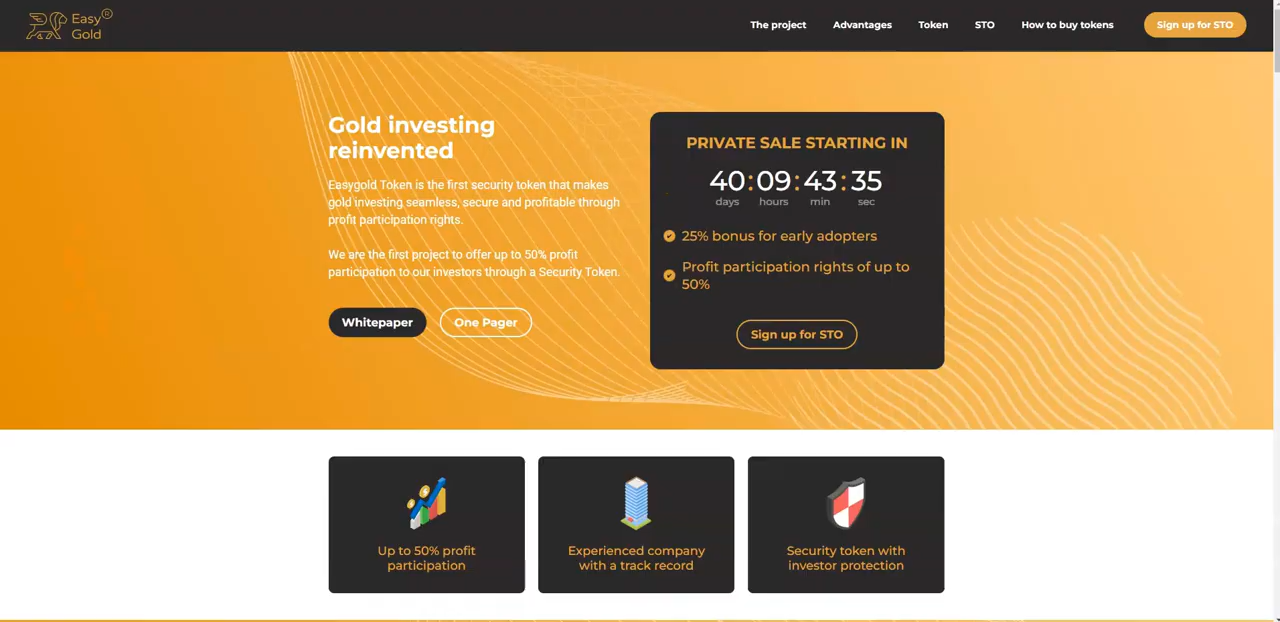 Easy®
Gold
The project
Advantages
Token
STO
How to buy tokens
Sign up for STO
Gold investing
reinvented
Easygold Token is the first security token that makes
gold investing seamless, secure and profitable through
profit participation rights.
We are the first project to offer up to 50% profit
participation to our investors through a Security Token.
Whitepaper
One Pager
PRIVATE SALE STARTING IN
40:09:43:35
days hours min sec
25% bonus for early adopters
Profit participation rights of up to
50%
Sign up for STO
Up to 50% profit
participation
Experienced company
with a track record
Security token with
investor protection